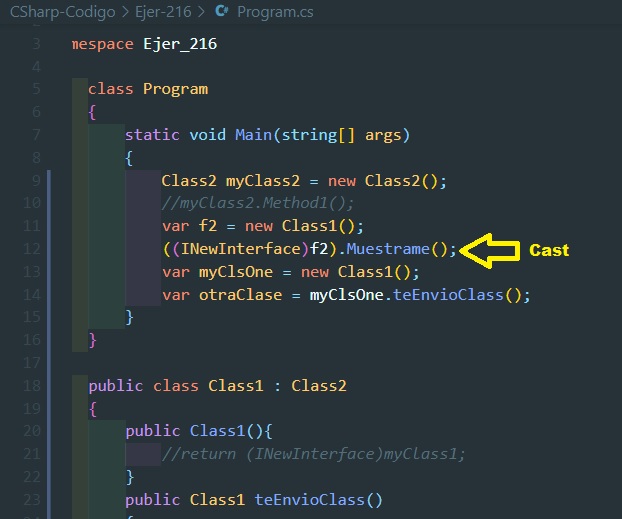 CSharp-Codigo > Ejer-216 > C# Program.cs
3 mespace Ejer_216
4
5 class Program
6 {
7 static void Main(string[] args)
8 {
9 Class2 myClass2 = new Class2();
10 //myClass2.Method1();
11 var f2 = new Class1();
12 ((INewInterface)f2).Muestrame(); Cast
13 var myClsOne = new Class1();
14 var otraClase = myClsOne.teEnvioClass();
15 }
16 }
17
18 public class Class1 : Class2
19 {
20 public Class1(){
21 //return (INewInterface)myClass1;
22 }
23 public Class1 teEnvioClass()
{